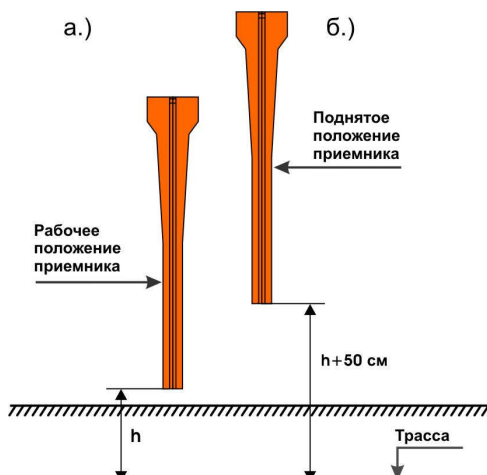 а.)
б.)
Поднятое
положение
приемника
Рабочее
положение
приемника
h+50 см
h
Трасса